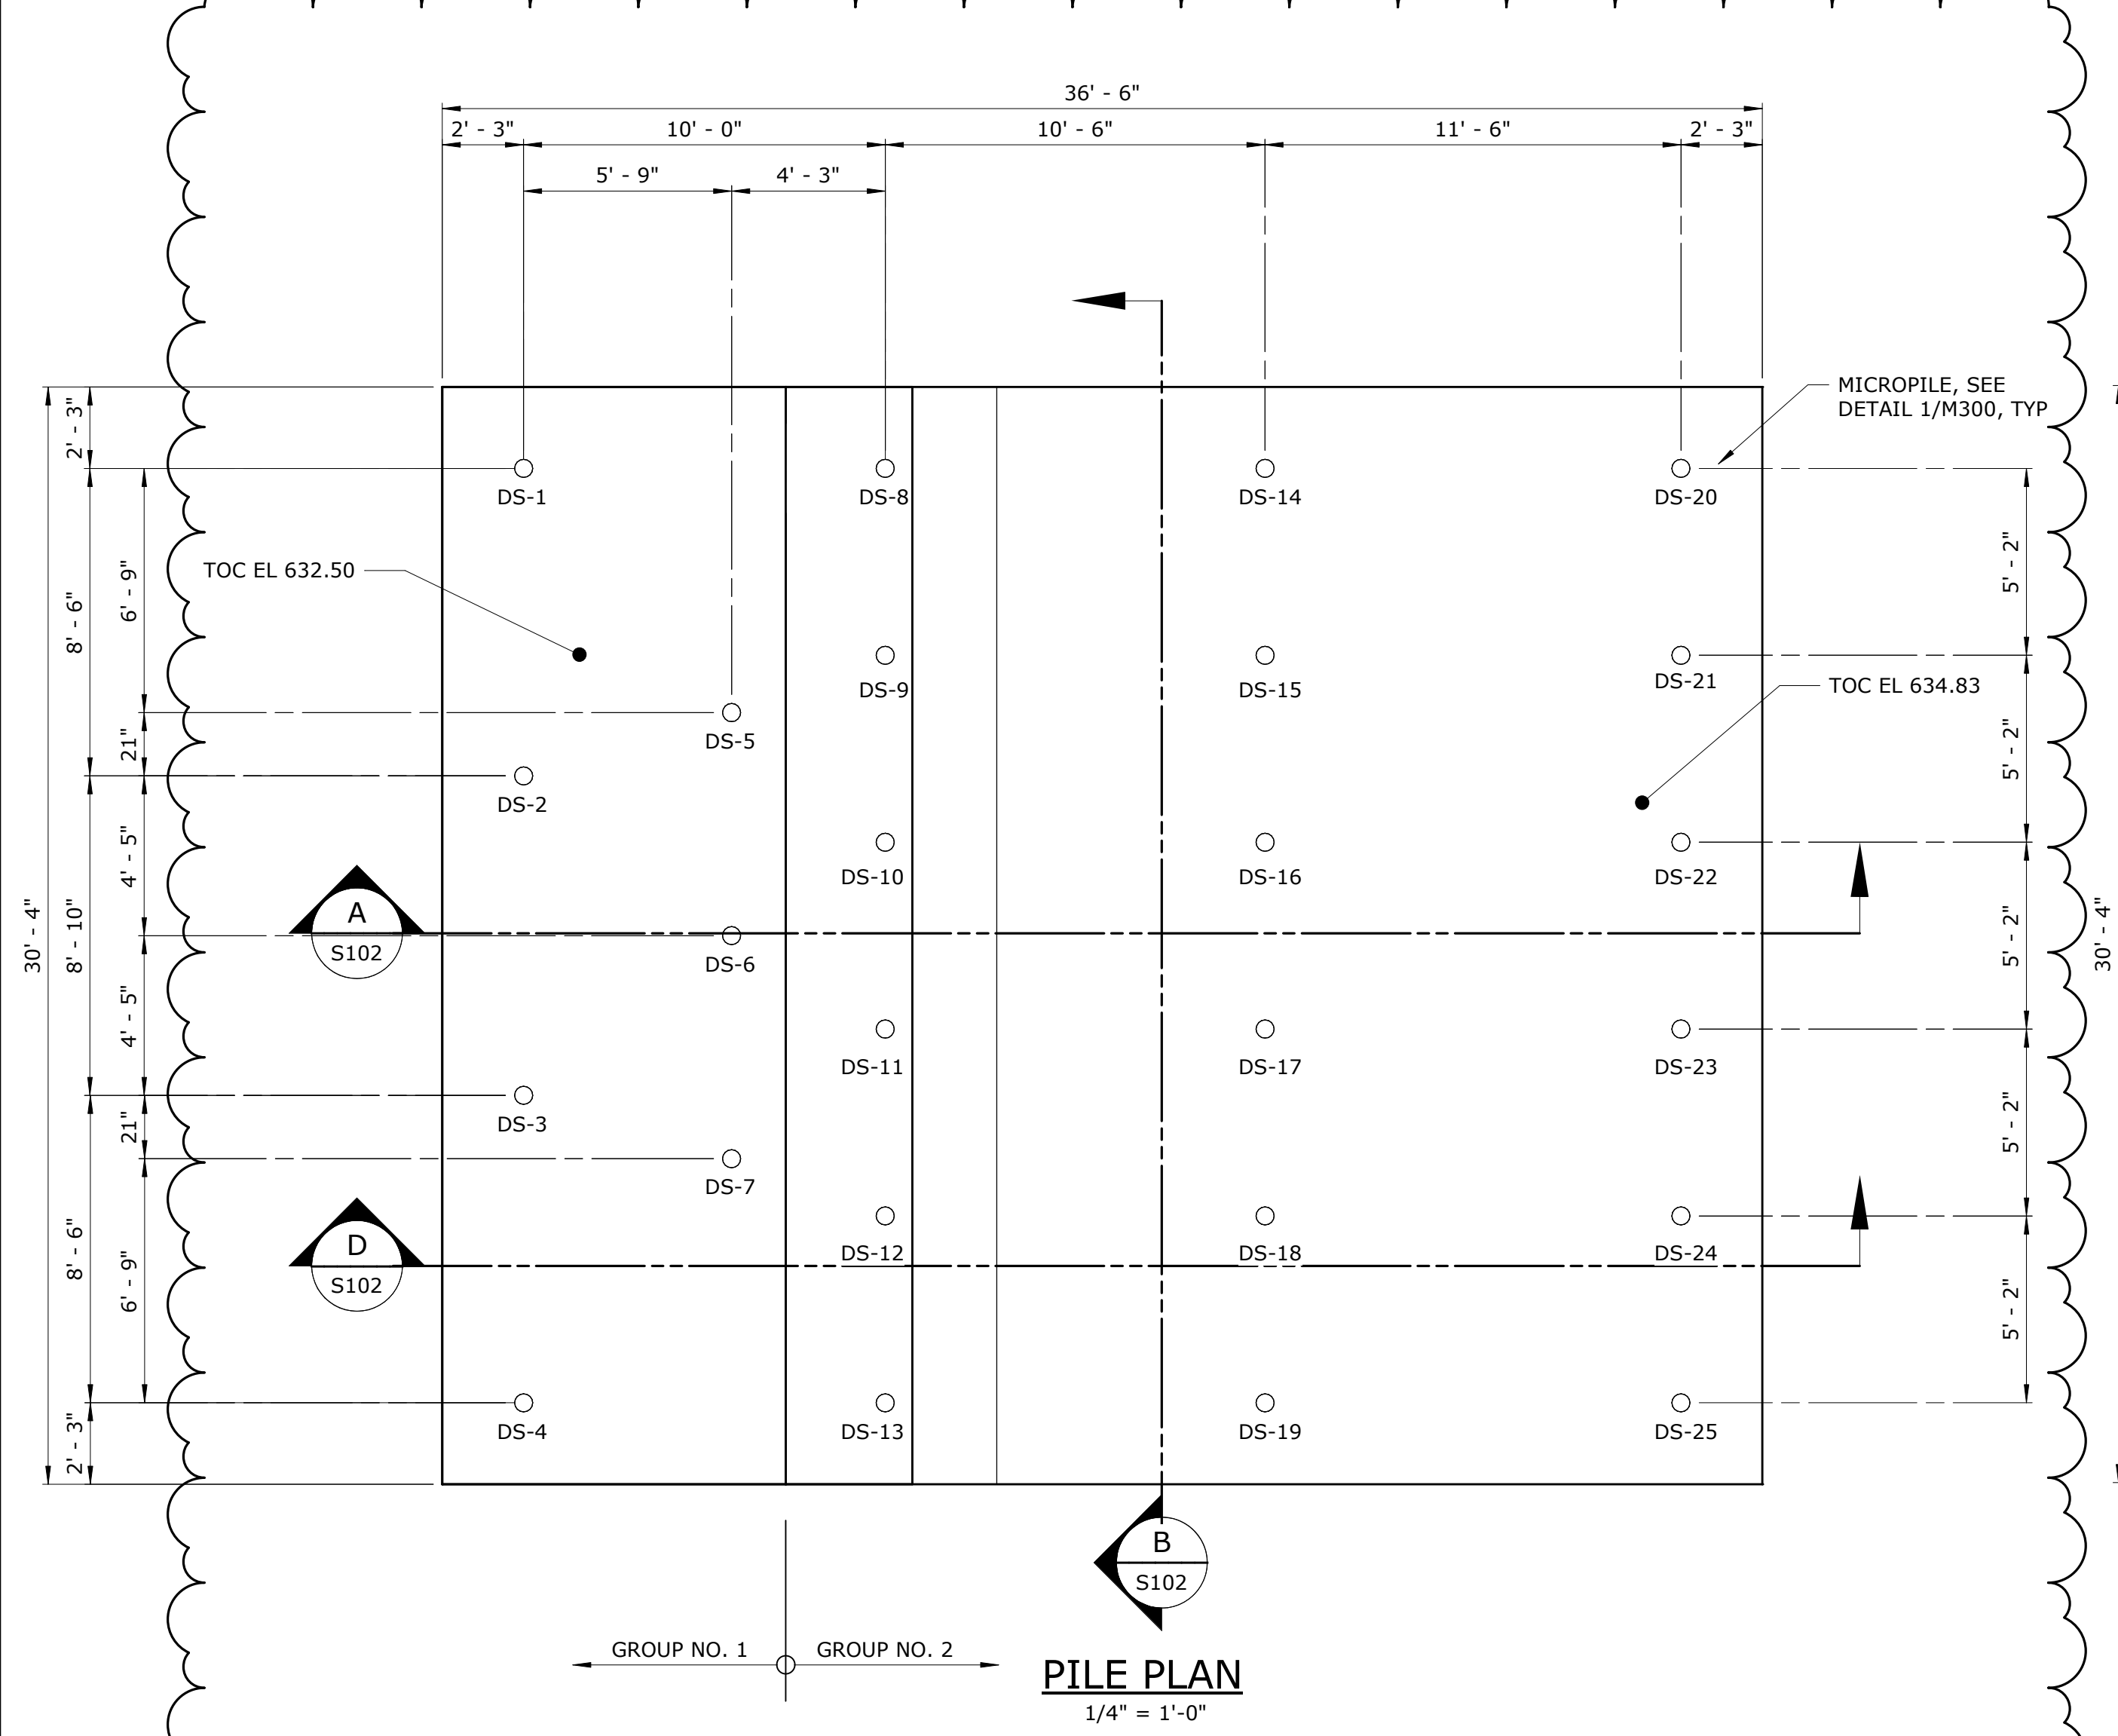 36' - 6"
2' - 3"
10' - 0"
10' - 6"
11' - 6"
2' - 3"
5' - 9"
4' - 3"
MICROPILE, SEE
DETAIL 1/M300, TYP
2' - 3"
DS-1
DS-8
DS-14
DS-20
TOC EL 632.50
8' - 6"
6' - 9"
5' - 2"
DS-9
DS-15
DS-21
TOC EL 634.83
21"
DS-5
5' - 2"
DS-2
4' - 5"
DS-10
DS-16
DS-22
30' - 4"
8' - 10"
A
S102
DS-6
5' - 2"
30' - 4"
4' - 5"
DS-11
DS-17
DS-23
21"
DS-3
5' - 2"
DS-7
8' - 6"
6' - 9"
D
S102
DS-12
DS-18
DS-24
5' - 2"
2' - 3"
DS-4
DS-13
DS-19
DS-25
B
S102
GROUP NO. 1
GROUP NO. 2
PILE PLAN
1/4" = 1'-0"